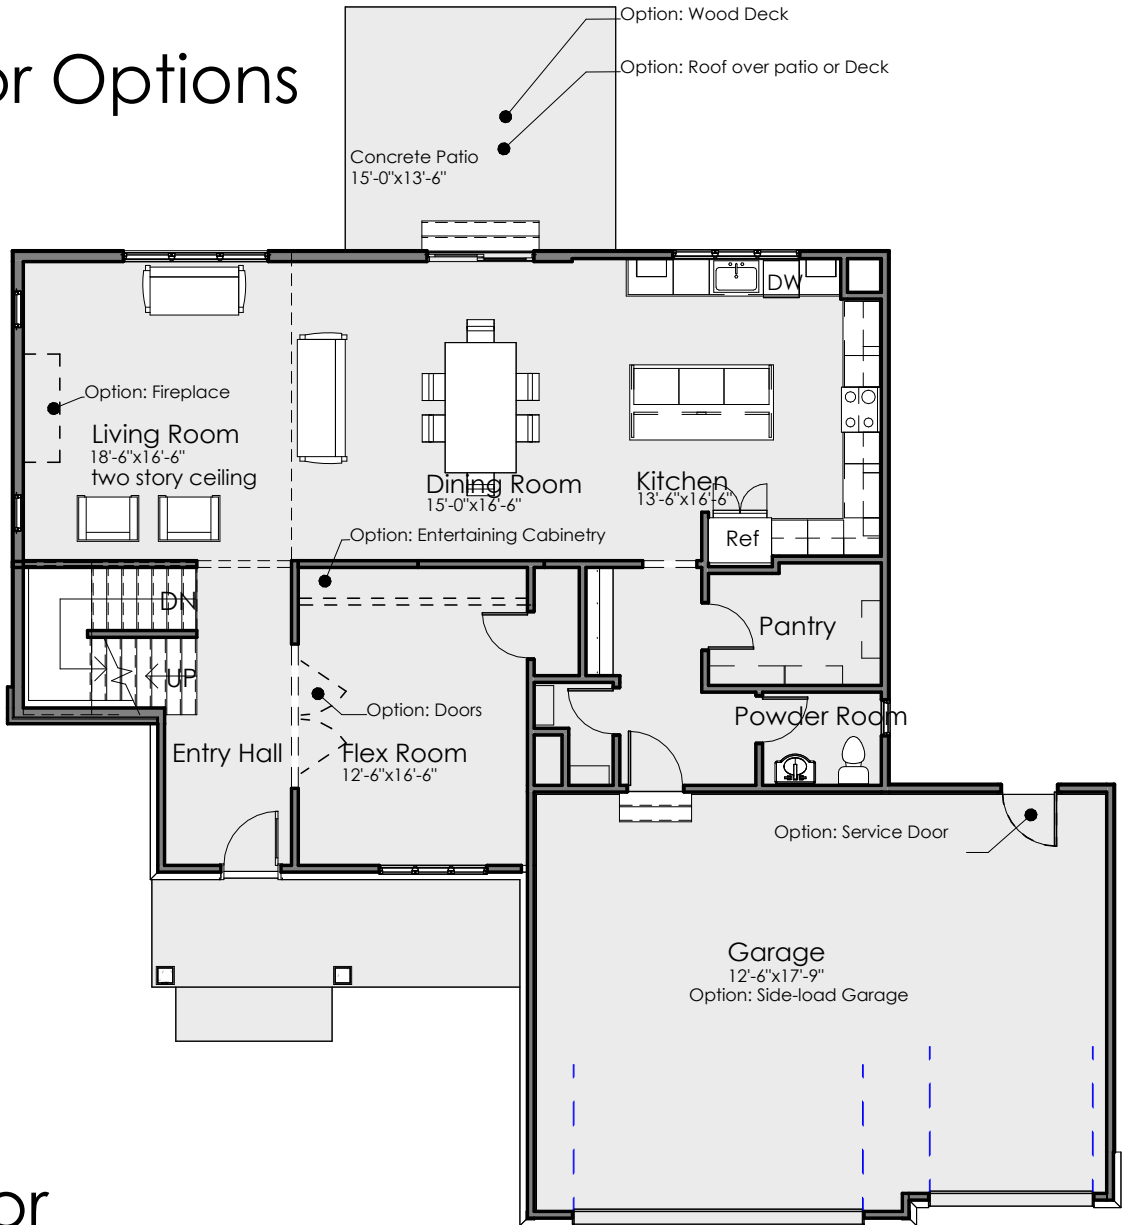 Option: Wood Deck
or Options
Option: Roof over patio or Deck
Concrete Patio
15'-0"x13'-6"
DW
Option: Fireplace
Living Room
18'-6"x16'-6"
two story ceiling
Dining Room
15'-0"x16'-6"
Kitchen
13'-6"x16'-6"
Option: Entertaining Cabinetry
Ref
DN
Pantry
UP
Option: Doors
Powder Room
Entry Hall
Flex Room
12'-6"x16'-6"
Option: Service Door
Garage
12'-6"x17'-9"
Option: Side-load Garage
or